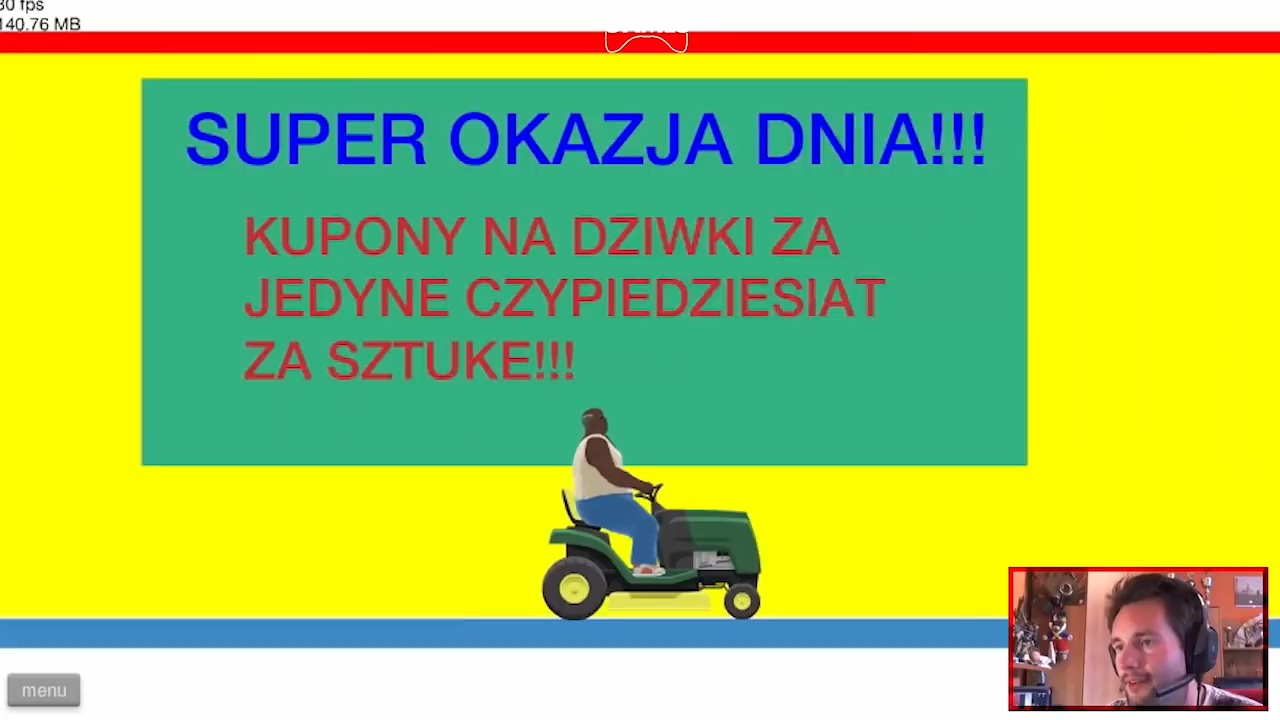 30 fps
140.76 MB
SUPER OKAZJA DNIA!!!
KUPONY NA DZIWKI ZA
JEDYNE CZYPIEDZIESIAT
ZA SZTUKE!!!
menu